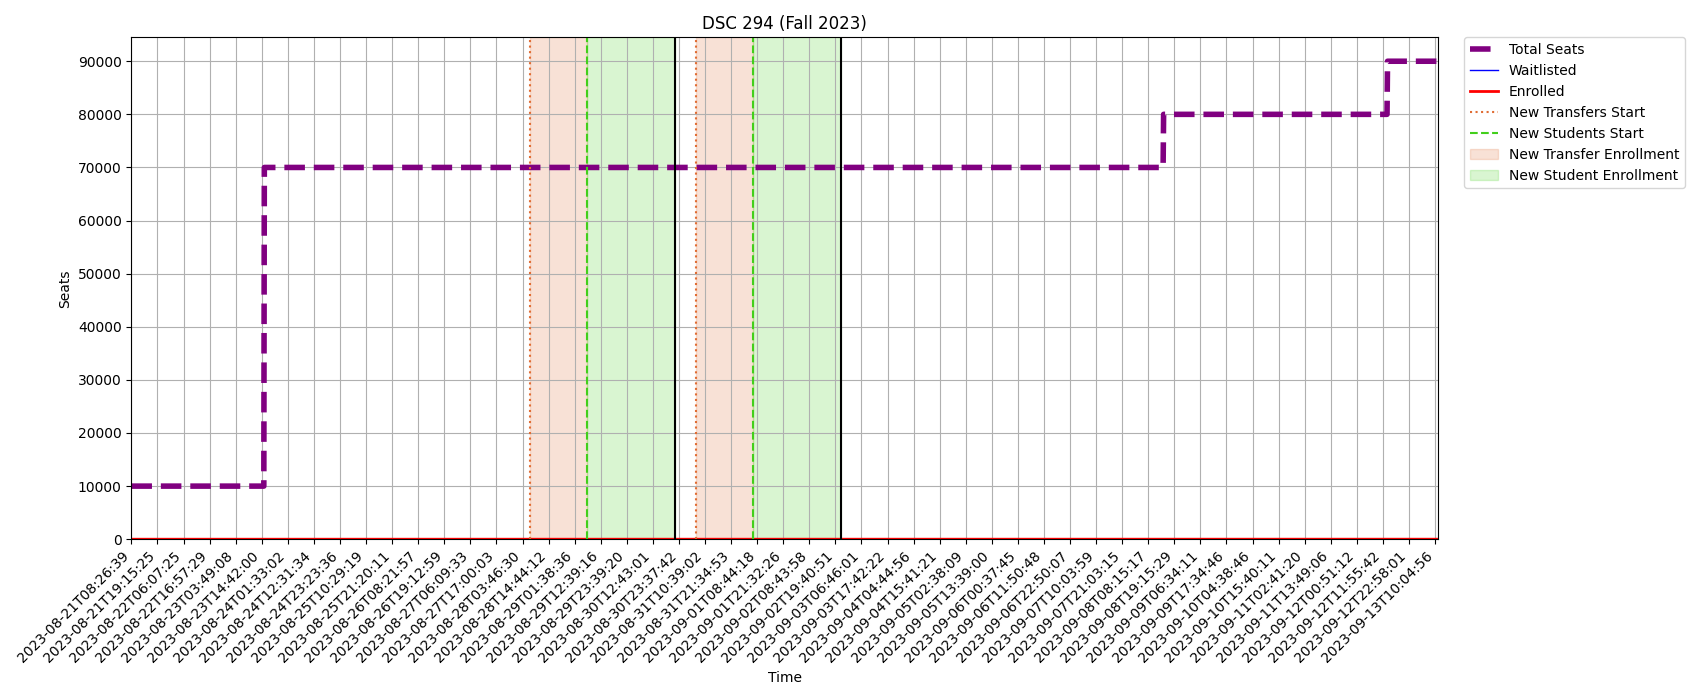 DSC 294 (Fall 2023)
90000
80000
70000
60000
50000
40000
30000
20000
10000
0
Seats
Total Seats
Waitlisted
Enrolled
New Transfers Start
New Students Start
New Transfer Enrollment
New Student Enrollment
2023-08-21T08:26:39
2023-08-21T19:15:25
2023-08-22T06:07:25
2023-08-22T16:57:29
2023-08-23T03:49:08
2023-08-23T14:42:00
2023-08-24T01:33:02
2023-08-24T12:31:34
2023-08-24T23:23:36
2023-08-25T10:29:19
2023-08-25T21:20:11
2023-08-26T08:21:57
2023-08-26T19:12:59
2023-08-27T06:09:33
2023-08-27T17:00:03
2023-08-28T03:46:30
2023-08-28T14:44:12
2023-08-29T01:38:36
2023-08-29T12:39:16
2023-08-29T23:39:20
2023-08-30T12:43:01
2023-08-30T23:37:42
2023-08-31T10:39:02
2023-08-31T21:34:53
2023-09-01T08:44:18
2023-09-01T21:32:26
2023-09-02T08:43:58
2023-09-02T19:40:51
2023-09-03T06:46:01
2023-09-03T17:42:22
2023-09-04T04:44:56
2023-09-04T15:41:21
2023-09-05T02:38:09
2023-09-05T13:39:00
2023-09-06T00:37:45
2023-09-06T11:50:48
2023-09-06T22:50:07
2023-09-07T10:03:59
2023-09-07T21:03:15
2023-09-08T08:15:17
2023-09-08T19:15:29
2023-09-09T06:34:11
2023-09-09T17:34:46
2023-09-10T04:38:46
2023-09-10T15:40:11
2023-09-11T02:41:20
2023-09-11T13:49:06
2023-09-12T00:51:12
2023-09-12T11:55:42
2023-09-12T22:58:01
2023-09-13T10:04:56
Time